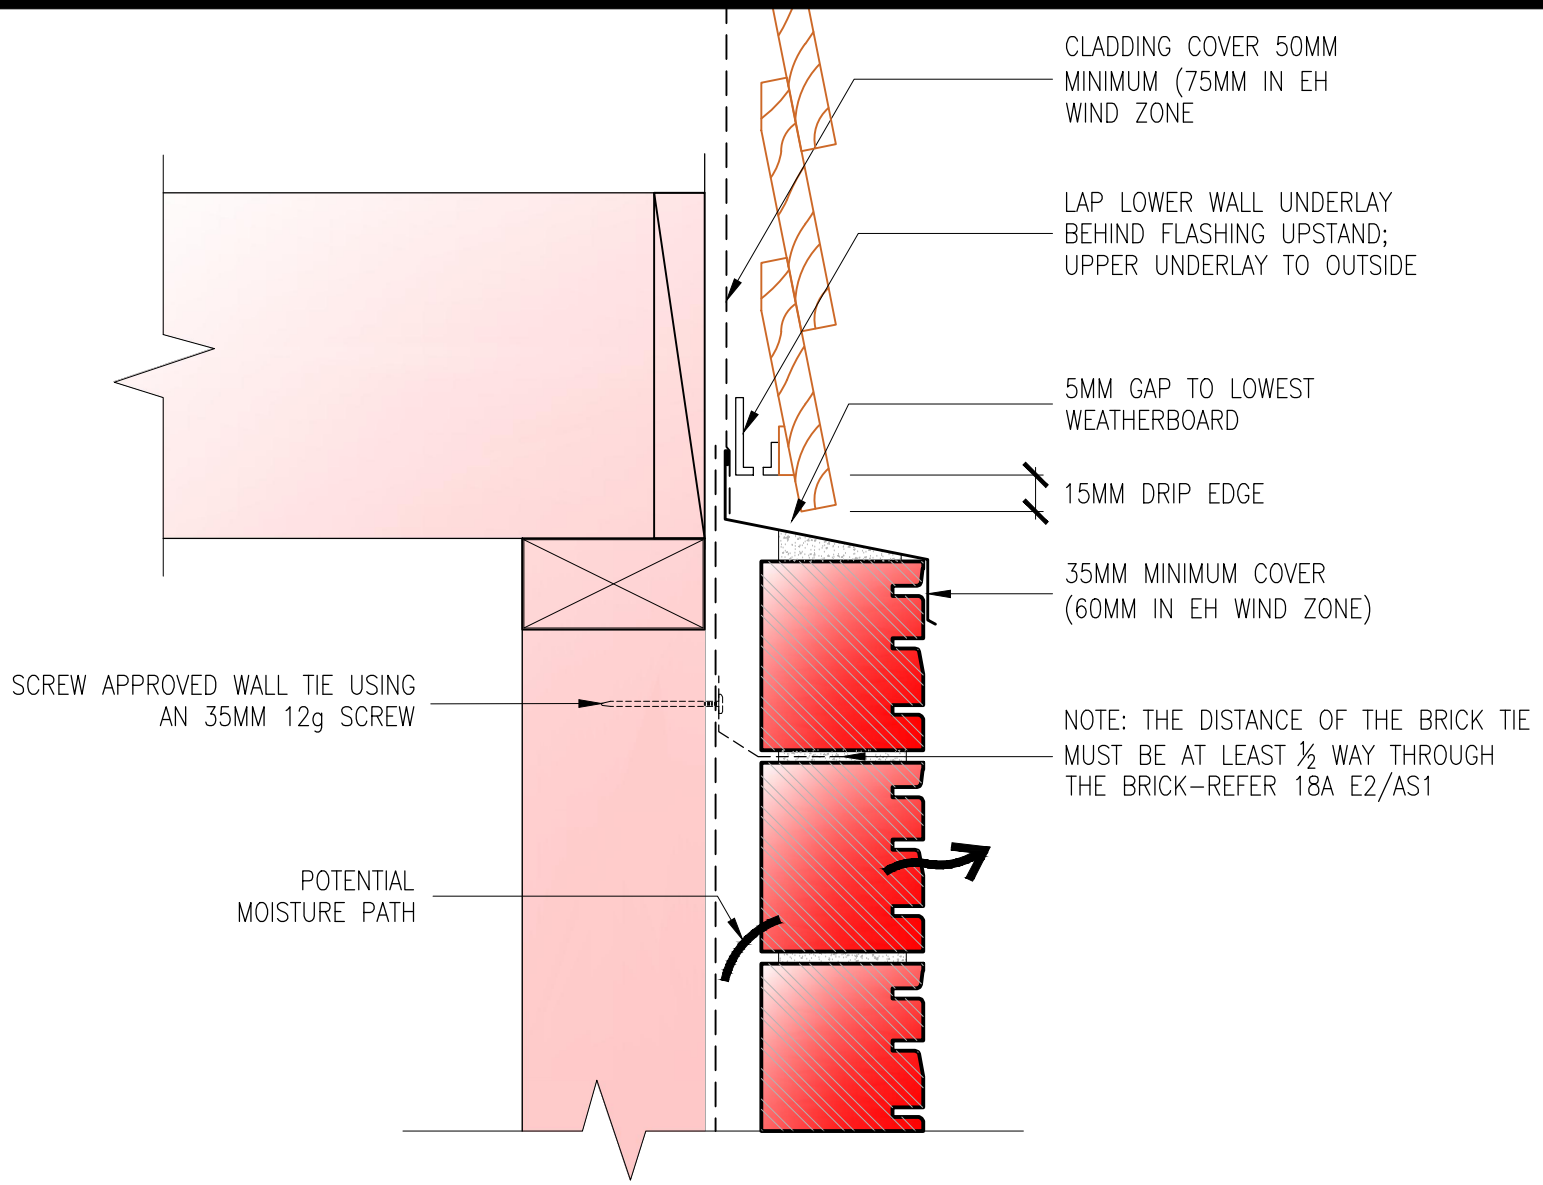 CLADDING COVER 50MM
MINIMUM (75MM IN EH
WIND ZONE
LAP LOWER WALL UNDERLAY
BEHIND FLASHING UPSTAND;
UPPER UNDERLAY TO OUTSIDE
5MM GAP TO LOWEST
WEATHERBOARD
15MM DRIP EDGE
35MM MINIMUM COVER
(60MM IN EH WIND ZONE)
SCREW APPROVED WALL TIE USING
AN 35MM 12g SCREW
NOTE: THE DISTANCE OF THE BRICK TIE
MUST BE AT LEAST ½ WAY THROUGH
THE BRICK-REFER 18A E2/AS1
POTENTIAL
MOISTURE PATH